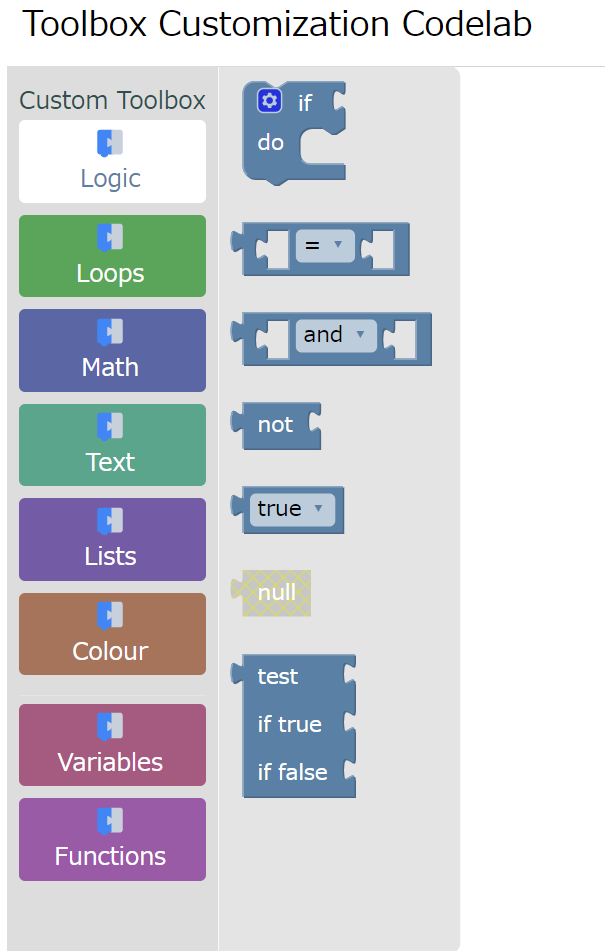 Toolbox Customization Codelab
Custom Toolbox
Logic
Loops
Math
Text
Lists
Colour
Variables
Functions
if
do
=
and
not
true
null
test
if true
if false